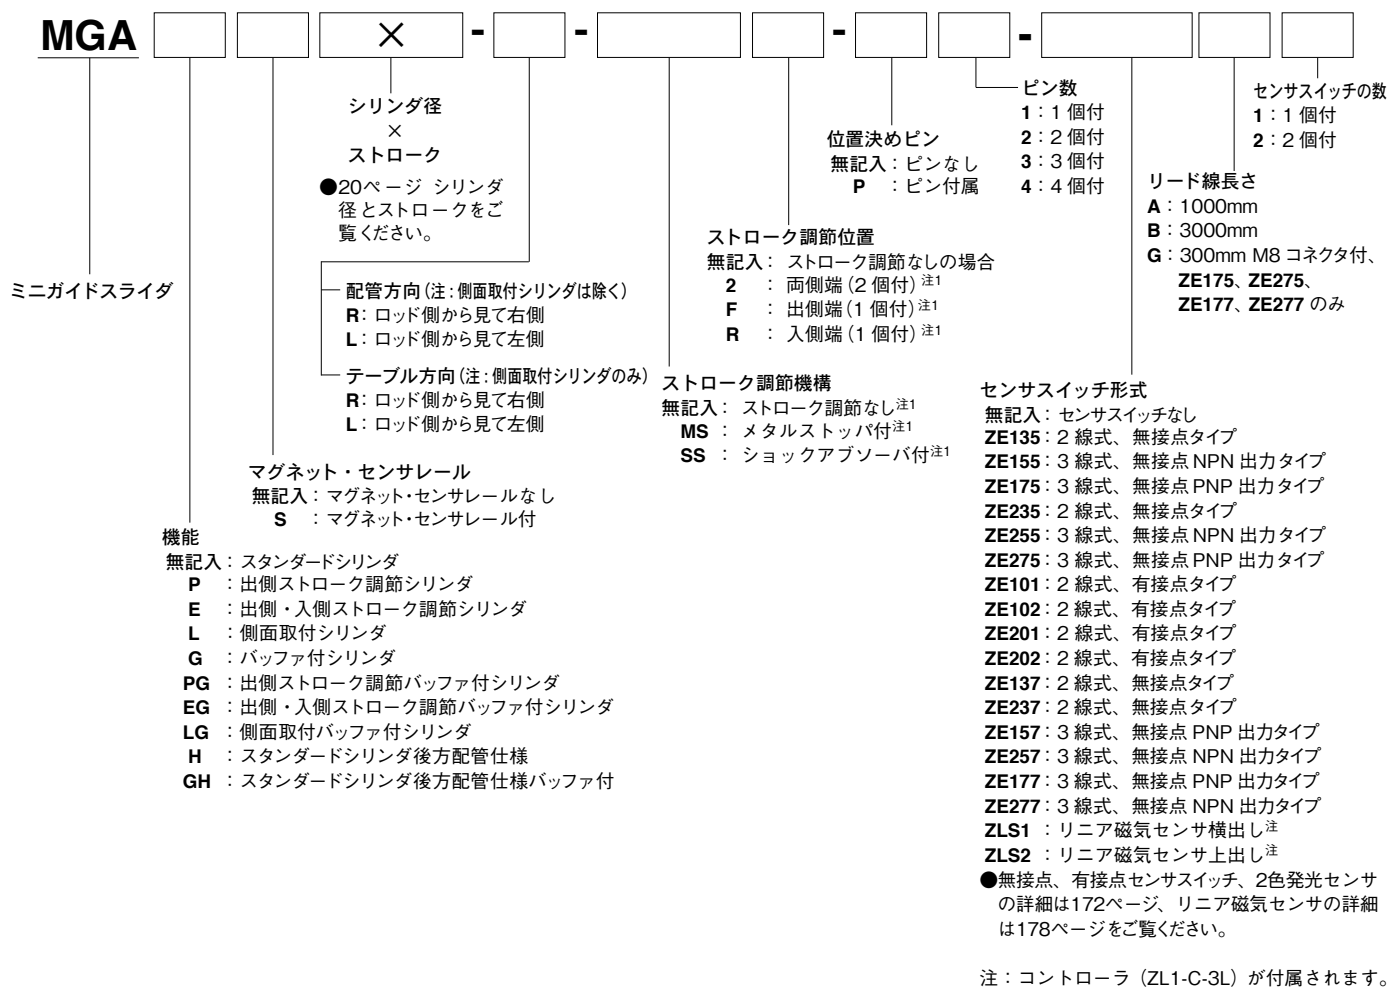 MGA × - - - -
ミニガイドスライダ
シリンダ径
×
ストローク
●20ページ シリンダ
径とストロークをご
覧ください。
配管方向(注:側面取付シリンダは除く)
R:ロッド側から見て右側
L:ロッド側から見て左側
テーブル方向(注:側面取付シリンダのみ)
R:ロッド側から見て右側
L:ロッド側から見て左側
マグネット・センサレール
無記入:マグネット・センサレールなし
S :マグネット・センサレール付
機能
無記入:スタンダードシリンダ
P :出側ストローク調節シリンダ
E :出側・入側ストローク調節シリンダ
L :側面取付シリンダ
G :バッファ付シリンダ
PG :出側ストローク調節バッファ付シリンダ
EG :出側・入側ストローク調節バッファ付シリンダ
LG :側面取付バッファ付シリンダ
H :スタンダードシリンダ後方配管仕様
GH :スタンダードシリンダ後方配管仕様バッファ付
ストローク調節機構
無記入: ストローク調節なし注1
MS : メタルストッパ付注1
SS : ショックアブソーバ付注1
ストローク調節位置
無記入: ストローク調節なしの場合
2 : 両側端(2個付)注1
F : 出側端(1個付)注1
R : 入側端(1個付)注1
位置決めピン
無記入:ピンなし
P :ピン付属
ピン数
1:1個付
2:2個付
3:3個付
4:4個付
センサスイッチ形式
無記入:センサスイッチなし
ZE135:2線式、無接点タイプ
ZE155:3線式、無接点NPN出力タイプ
ZE175:3線式、無接点PNP出力タイプ
ZE235:2線式、無接点タイプ
ZE255:3線式、無接点NPN出力タイプ
ZE275:3線式、無接点PNP出力タイプ
ZE101:2線式、有接点タイプ
ZE102:2線式、有接点タイプ
ZE201:2線式、有接点タイプ
ZE202:2線式、有接点タイプ
ZE137:2線式、無接点タイプ
ZE237:2線式、無接点タイプ
ZE157:3線式、無接点PNP出力タイプ
ZE257:3線式、無接点NPN出力タイプ
ZE177:3線式、無接点PNP出力タイプ
ZE277:3線式、無接点NPN出力タイプ
ZLS1 :リニア磁気センサ横出し注
ZLS2 :リニア磁気センサ上出し注
●無接点、有接点センサスイッチ、2色発光センサ
の詳細は172ページ、リニア磁気センサの詳細
は178ページをご覧ください。
注:コントローラ(ZL1-C-3L)が付属されます。
リード線長さ
A:1000mm
B:3000mm
G:300mm M8コネクタ付、
ZE175、ZE275、
ZE177、ZE277のみ
センサスイッチの数
1:1個付
2:2個付